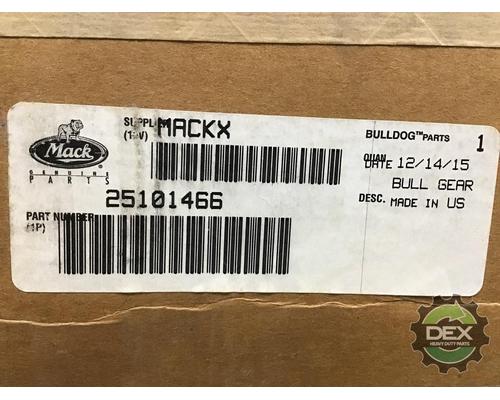 Mack
®
GENUINE
PARTS
SUPPLIER
(1V) MACKX
BULLDOG™PARTS 1
QUAN
DATE 12/14/15
BULL GEAR
DESC. MADE IN US
25101466
PART NUMBER
(1P)
DEX
HEAVY DUTY PARTS